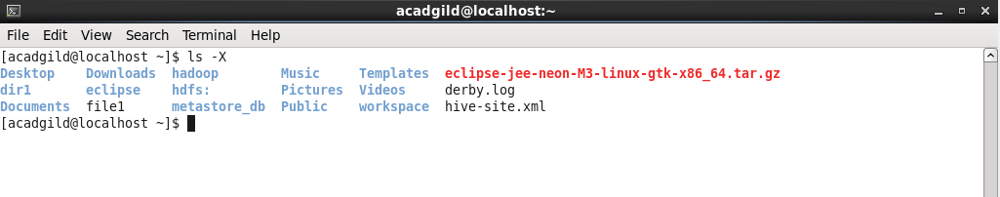 acadgild@localhost:~
File Edit View Search Terminal Help
[acadgild@localhost ~]$ ls -X
Desktop Downloads hadoop Music Templates eclipse-jee-neon-M3-linux-gtk-x86_64.tar.gz
dir1 eclipse hdfs: Pictures Videos derby.log
Documents file1 metastore_db Public workspace hive-site.xml
[acadgild@localhost ~]$